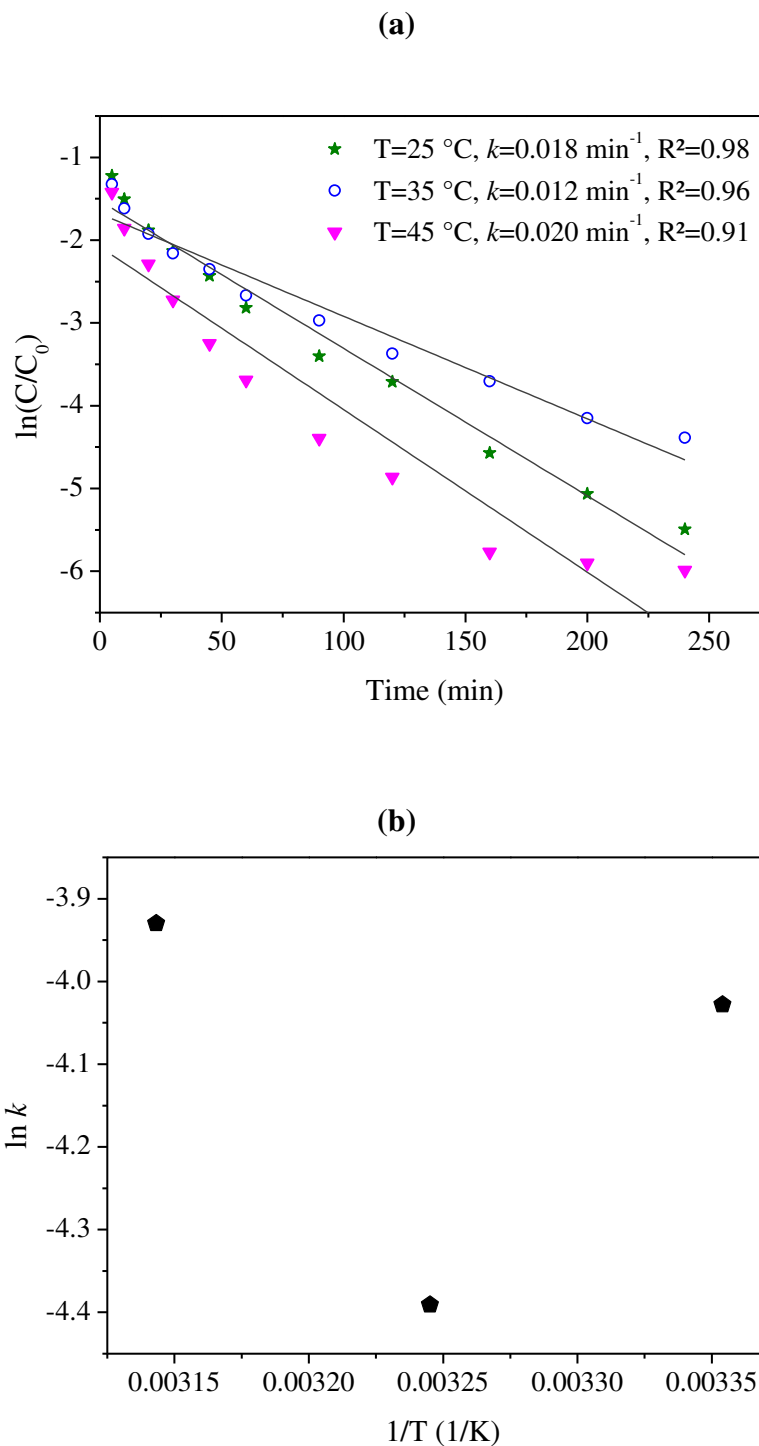 (a)
T=25 °C, k=0.018 min⁻¹, R²=0.98
T=35 °C, k=0.012 min⁻¹, R²=0.96
T=45 °C, k=0.020 min⁻¹, R²=0.91
-1
-2
-3
-4
-5
-6
ln(C/C₀)
0 50 100 150 200 250
Time (min)
(b)
-3.9
-4.0
-4.1
-4.2
-4.3
-4.4
ln k
0.00315 0.00320 0.00325 0.00330 0.00335
1/T (1/K)